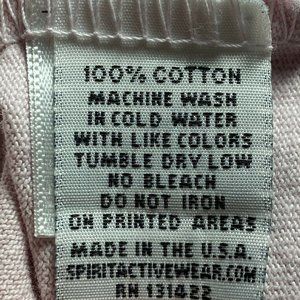 100% COTTON
MACHINE WASH
IN COLD WATER
WITH LIKE COLORS
TUMBLE DRY LOW
NO BLEACH
DO NOT IRON
ON PRINTED AREAS
MADE IN THE U.S.A.
SPIRITACTIVEWEAR.COM
RN 131422